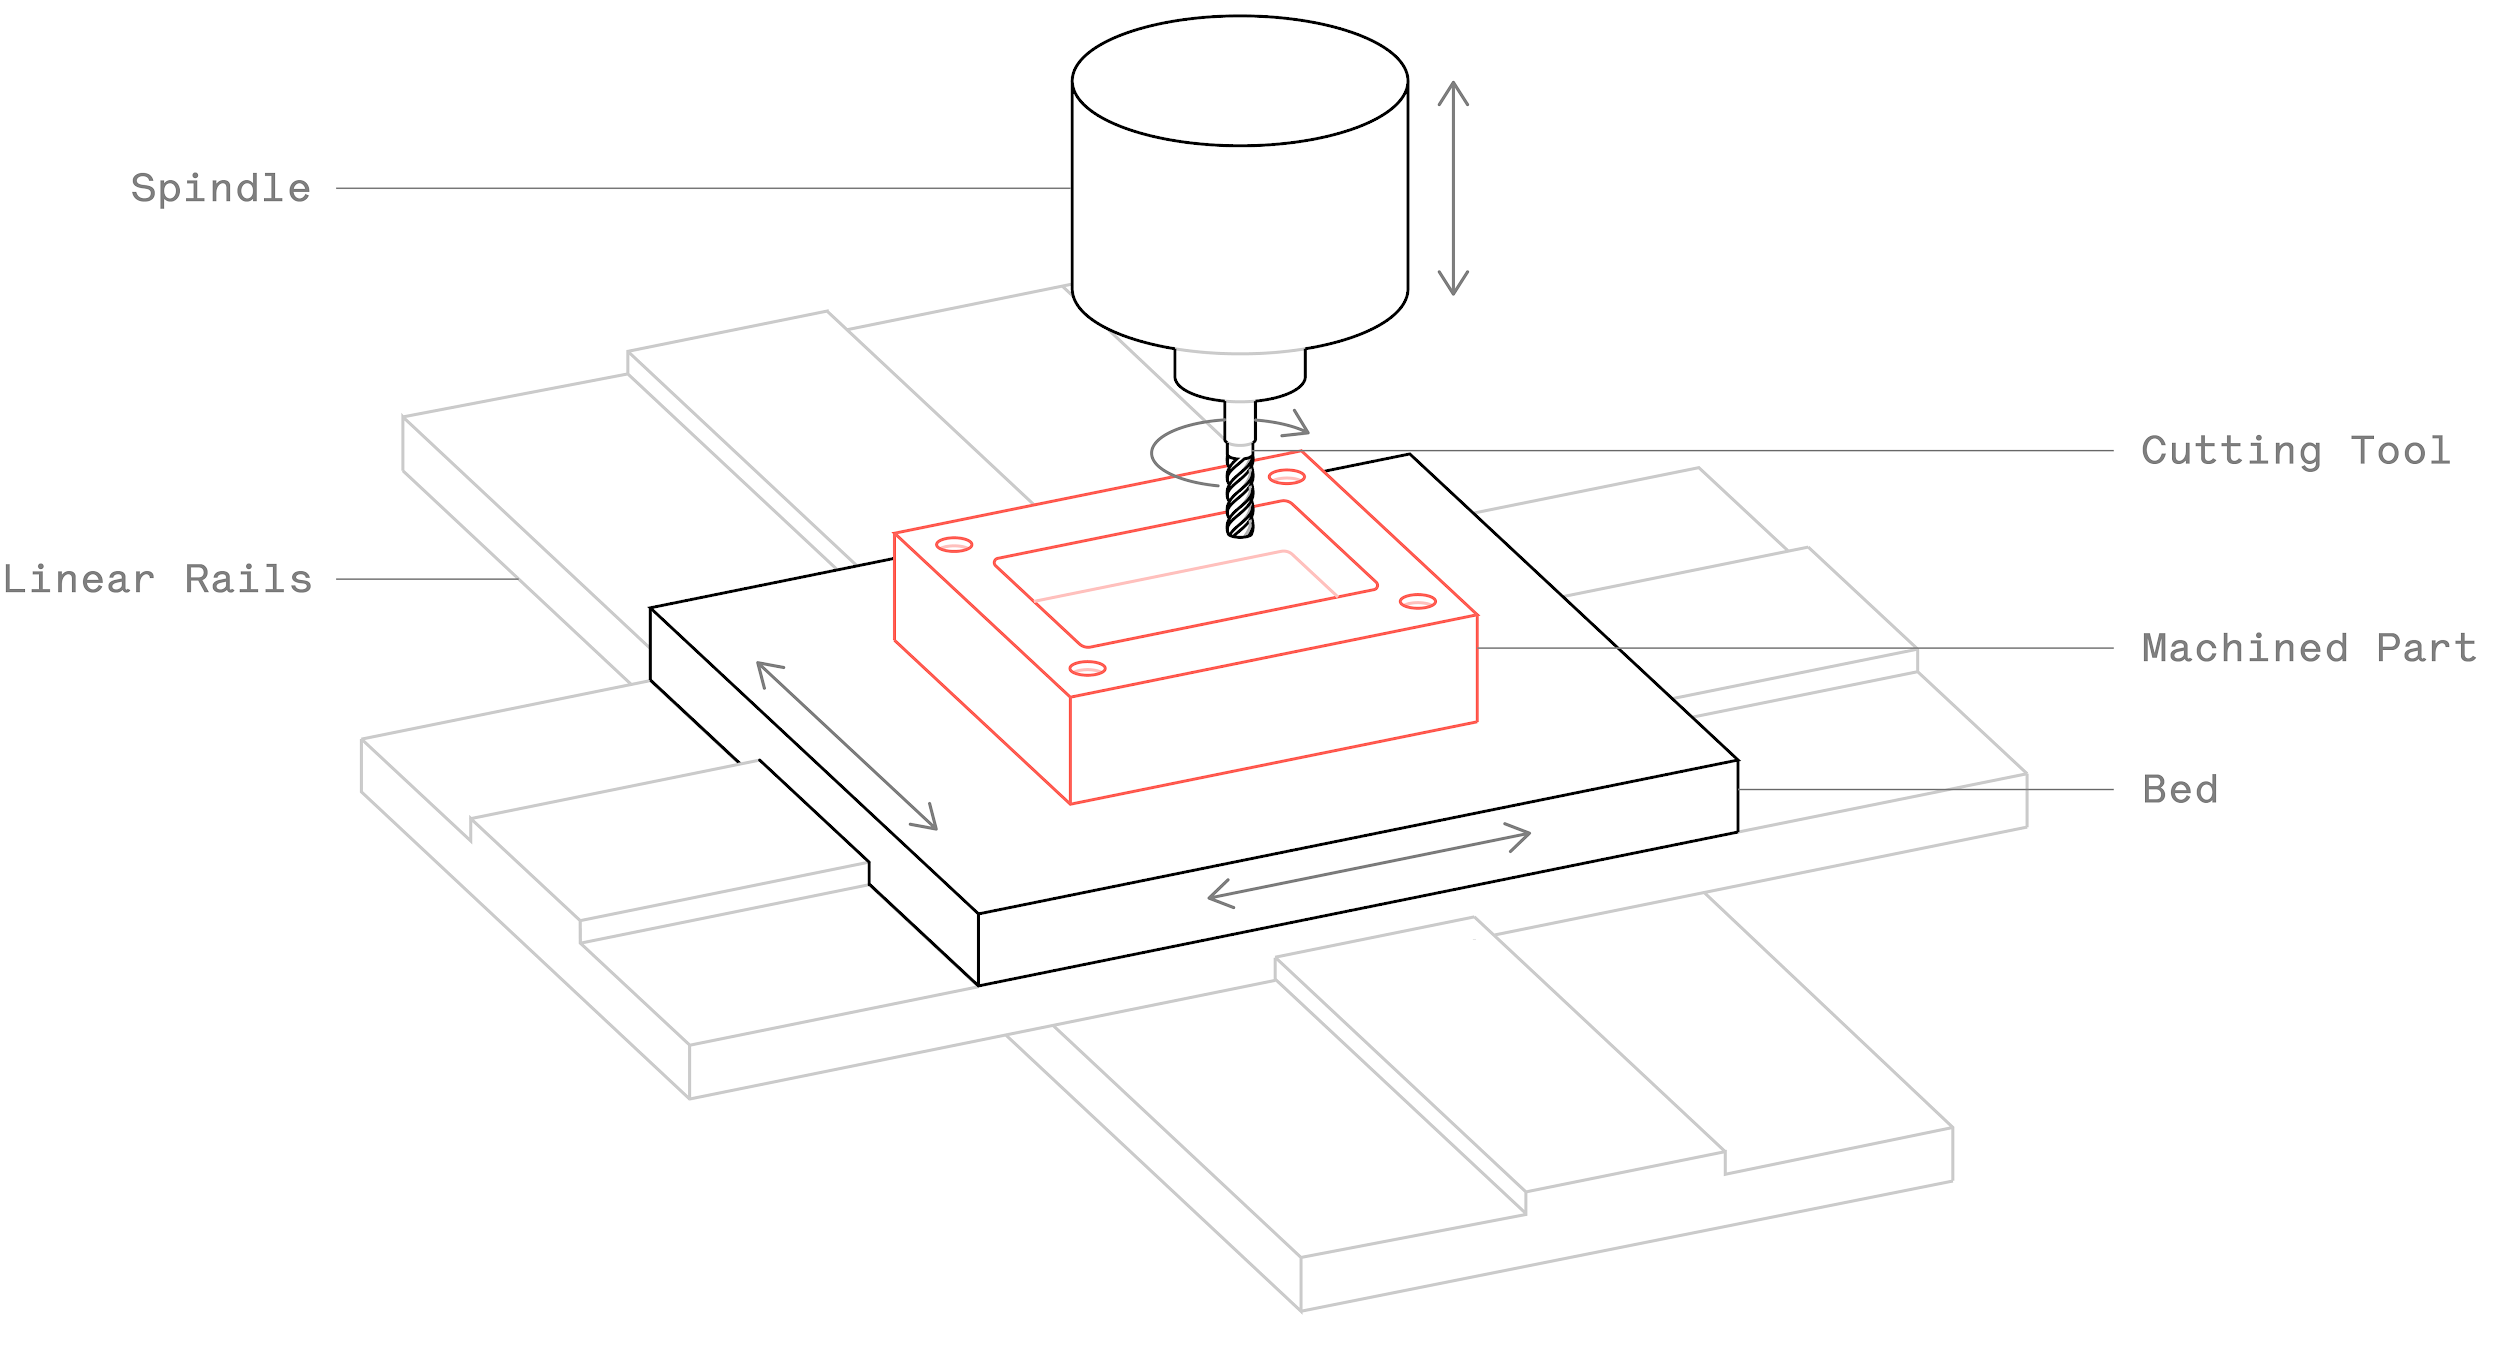 Spindle
Cutting Tool
Linear Rails
Machined Part
Bed